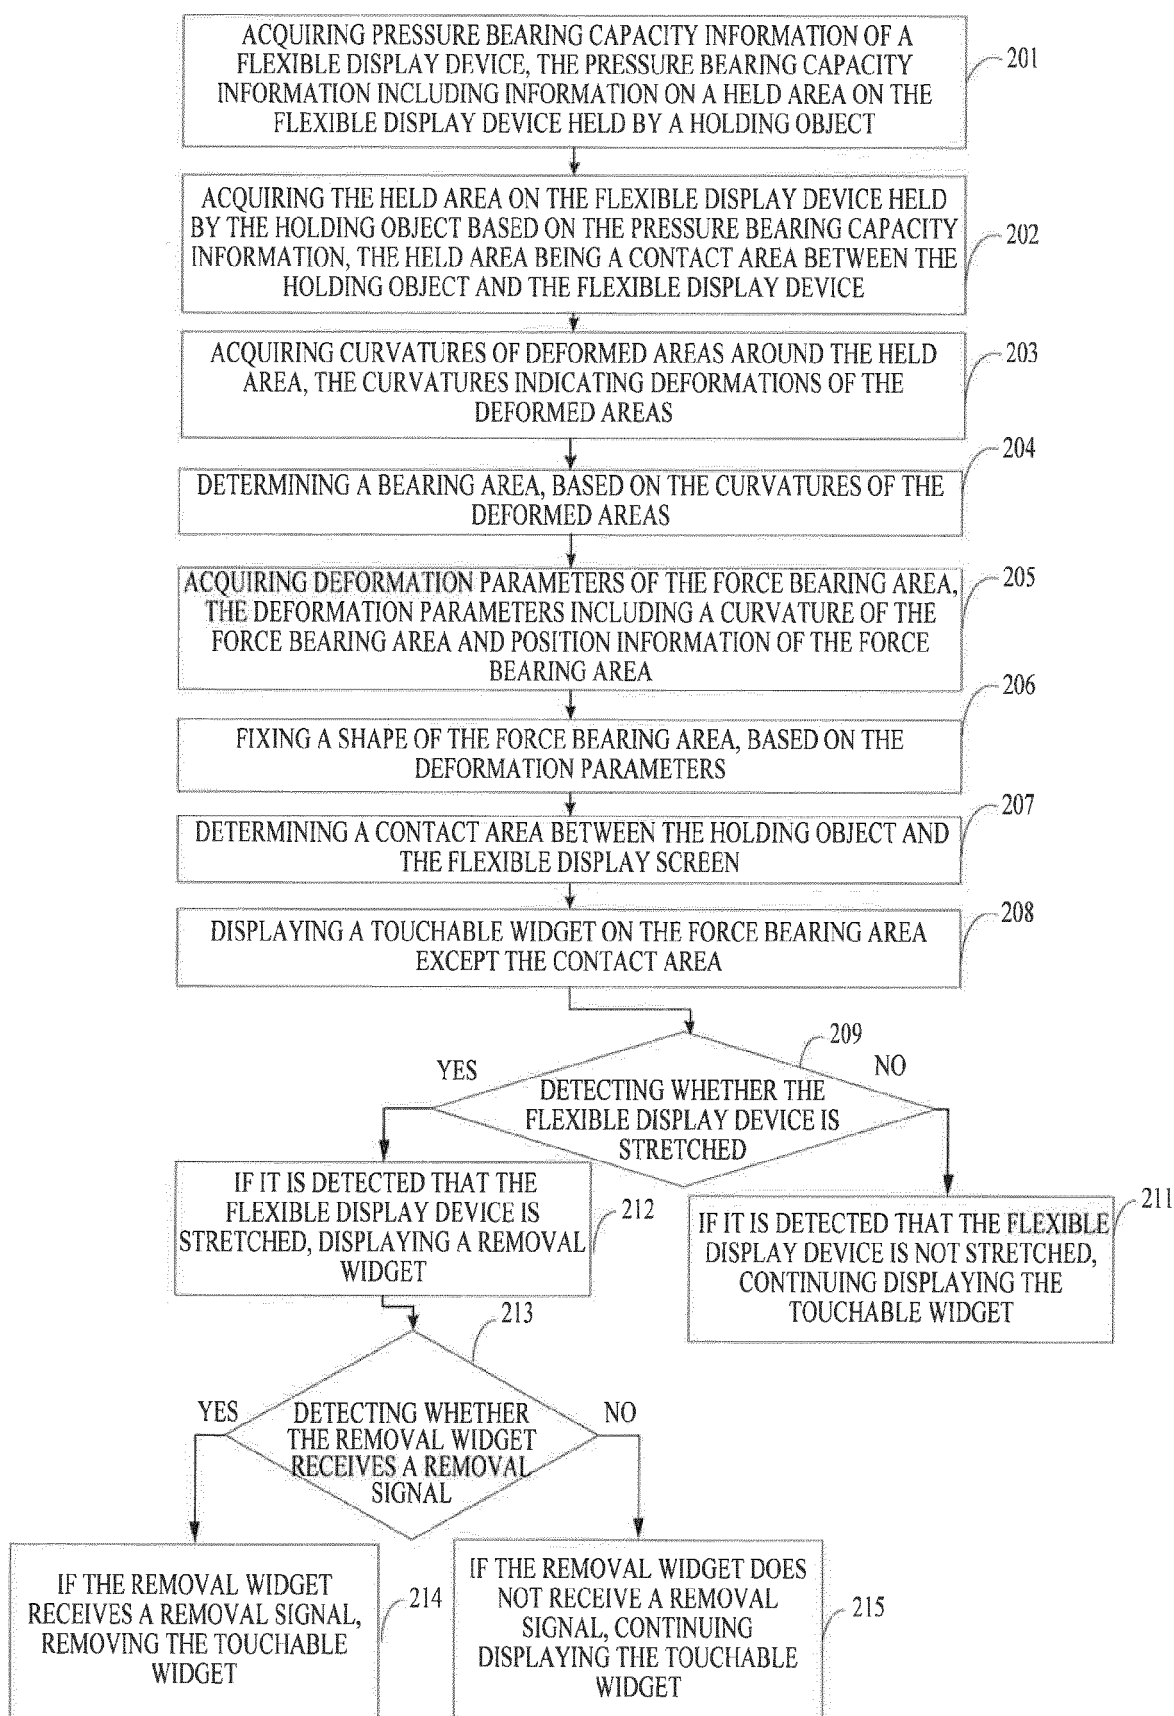 ACQUIRING PRESSURE BEARING CAPACITY INFORMATION OF A
FLEXIBLE DISPLAY DEVICE, THE PRESSURE BEARING CAPACITY
INFORMATION INCLUDING INFORMATION ON A HELD AREA ON THE
FLEXIBLE DISPLAY DEVICE HELD BY A HOLDING OBJECT
201
ACQUIRING THE HELD AREA ON THE FLEXIBLE DISPLAY DEVICE HELD
BY THE HOLDING OBJECT BASED ON THE PRESSURE BEARING CAPACITY
INFORMATION, THE HELD AREA BEING A CONTACT AREA BETWEEN THE
HOLDING OBJECT AND THE FLEXIBLE DISPLAY DEVICE
202
ACQUIRING CURVATURES OF DEFORMED AREAS AROUND THE HELD
AREA, THE CURVATURES INDICATING DEFORMATIONS OF THE
DEFORMED AREAS
203
DETERMINING A BEARING AREA, BASED ON THE CURVATURES OF THE
DEFORMED AREAS
204
ACQUIRING DEFORMATION PARAMETERS OF THE FORCE BEARING AREA,
THE DEFORMATION PARAMETERS INCLUDING A CURVATURE OF THE
FORCE BEARING AREA AND POSITION INFORMATION OF THE FORCE
BEARING AREA
205
FIXING A SHAPE OF THE FORCE BEARING AREA, BASED ON THE
DEFORMATION PARAMETERS
206
DETERMINING A CONTACT AREA BETWEEN THE HOLDING OBJECT AND
THE FLEXIBLE DISPLAY SCREEN
207
DISPLAYING A TOUCHABLE WIDGET ON THE FORCE BEARING AREA
EXCEPT THE CONTACT AREA
208
209
YES
NO
DETECTING WHETHER THE
FLEXIBLE DISPLAY DEVICE IS
STRETCHED
IF IT IS DETECTED THAT THE
FLEXIBLE DISPLAY DEVICE IS
STRETCHED, DISPLAYING A REMOVAL
WIDGET
212
IF IT IS DETECTED THAT THE FLEXIBLE
DISPLAY DEVICE IS NOT STRETCHED,
CONTINUING DISPLAYING THE
TOUCHABLE WIDGET
211
213
YES
NO
DETECTING WHETHER
THE REMOVAL WIDGET
RECEIVES A REMOVAL
SIGNAL
IF THE REMOVAL WIDGET
RECEIVES A REMOVAL SIGNAL,
REMOVING THE TOUCHABLE
WIDGET
214
IF THE REMOVAL WIDGET DOES
NOT RECEIVE A REMOVAL
SIGNAL, CONTINUING
DISPLAYING THE TOUCHABLE
WIDGET
215